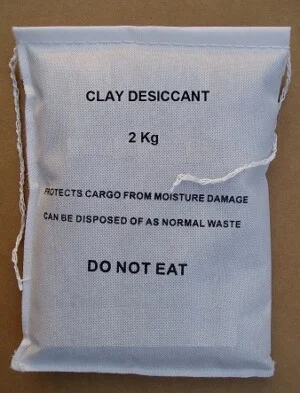 CLAY DESICCANT
2 Kg
PROTECTS CARGO FROM MOISTURE DAMAGE
CAN BE DISPOSED OF AS NORMAL WASTE
DO NOT EAT